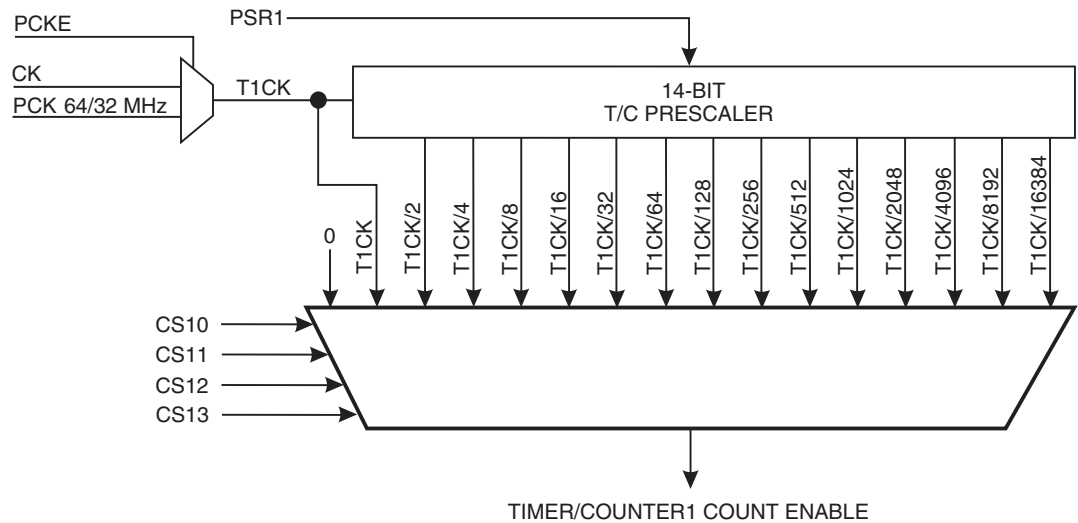 PSR1
PCKE
CK
PCK 64/32 MHz
T1CK
14-BIT
T/C PRESCALER
0
T1CK
T1CK/2
T1CK/4
T1CK/8
T1CK/16
T1CK/32
T1CK/64
T1CK/128
T1CK/256
T1CK/512
T1CK/1024
T1CK/2048
T1CK/4096
T1CK/8192
T1CK/16384
CS10
CS11
CS12
CS13
TIMER/COUNTER1 COUNT ENABLE